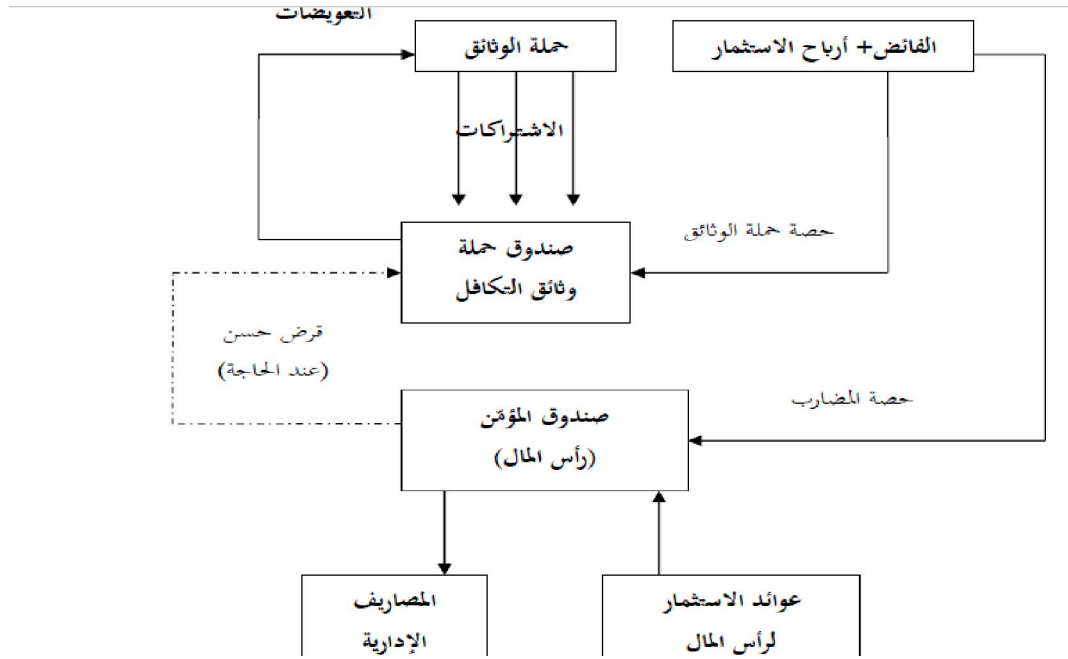 التعويضات
حملة الوثائق
الفائض+ أرباح الاستثمار
الاشتراكات
صندوق حملة
وثائق التكافل
حصة حملة الوثائق
قرض حسن
(عند الحاجة)
صندوق المؤمّن
(رأس المال)
حصة المضارب
المصاريف
الإدارية
عوائد الاستثمار
لرأس المال